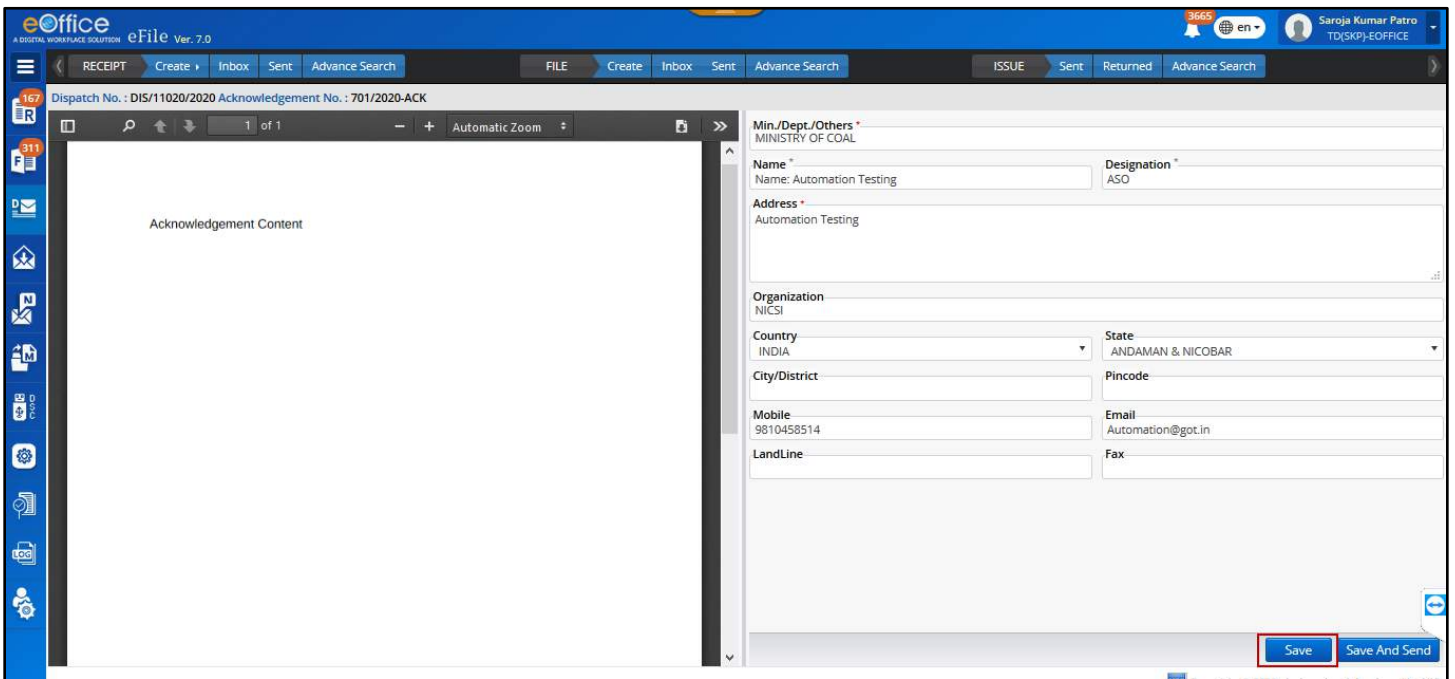 eOffice
A DIGITAL WORKPLACE SOLUTION eFile Ver. 7.0
3665
en
Saroja Kumar Patro
TD(SKP)-EOFFICE
RECEIPT Create Inbox Sent Advance Search FILE Create Inbox Sent Advance Search ISSUE Sent Returned Advance Search
167
R
Dispatch No. : DIS/11020/2020 Acknowledgement No. : 701/2020-ACK
1 of 1 Automatic Zoom
311
F
D
N
M
DSC
LOG
Acknowledgement Content
Min./Dept./Others *
MINISTRY OF COAL
Name * Designation *
Name: Automation Testing ASO
Address *
Automation Testing
Organization
NICSI
Country State
INDIA ANDAMAN & NICOBAR
City/District Pincode
Mobile Email
9810458514 Automation@got.in
LandLine Fax
Save Save And Send